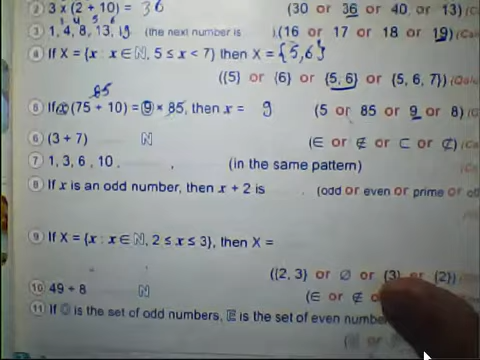 2 3 x (2 + 10) = 36 (30 or 36 or 40 or 13)
3 1, 4, 8, 13, 19 (the next number is ).(16 or 17 or 18 or 19)
4 If X = {x : x ∈ ℕ, 5 ≤ x < 7} then X = {5,6}
({5} or {6} or {5, 6} or {5, 6, 7})
85
5 If x (75 + 10) = 9 × 85, then x = 9 (5 or 85 or 9 or 8)
6 (3 + 7) ℕ (∈ or ∉ or ⊂ or ⊄)
7 1, 3, 6, 10, (in the same pattern)
8 If x is an odd number, then x + 2 is (odd or even or prime or
9 If X = {x : x ∈ ℕ, 2 ≤ x ≤ 3}, then X =
({2, 3} or ∅ or {3} or {2})
10 49 ÷ 8 ℕ (∈ or ∉
11 If 𝕆 is the set of odd numbers, 𝔼 is the set of even